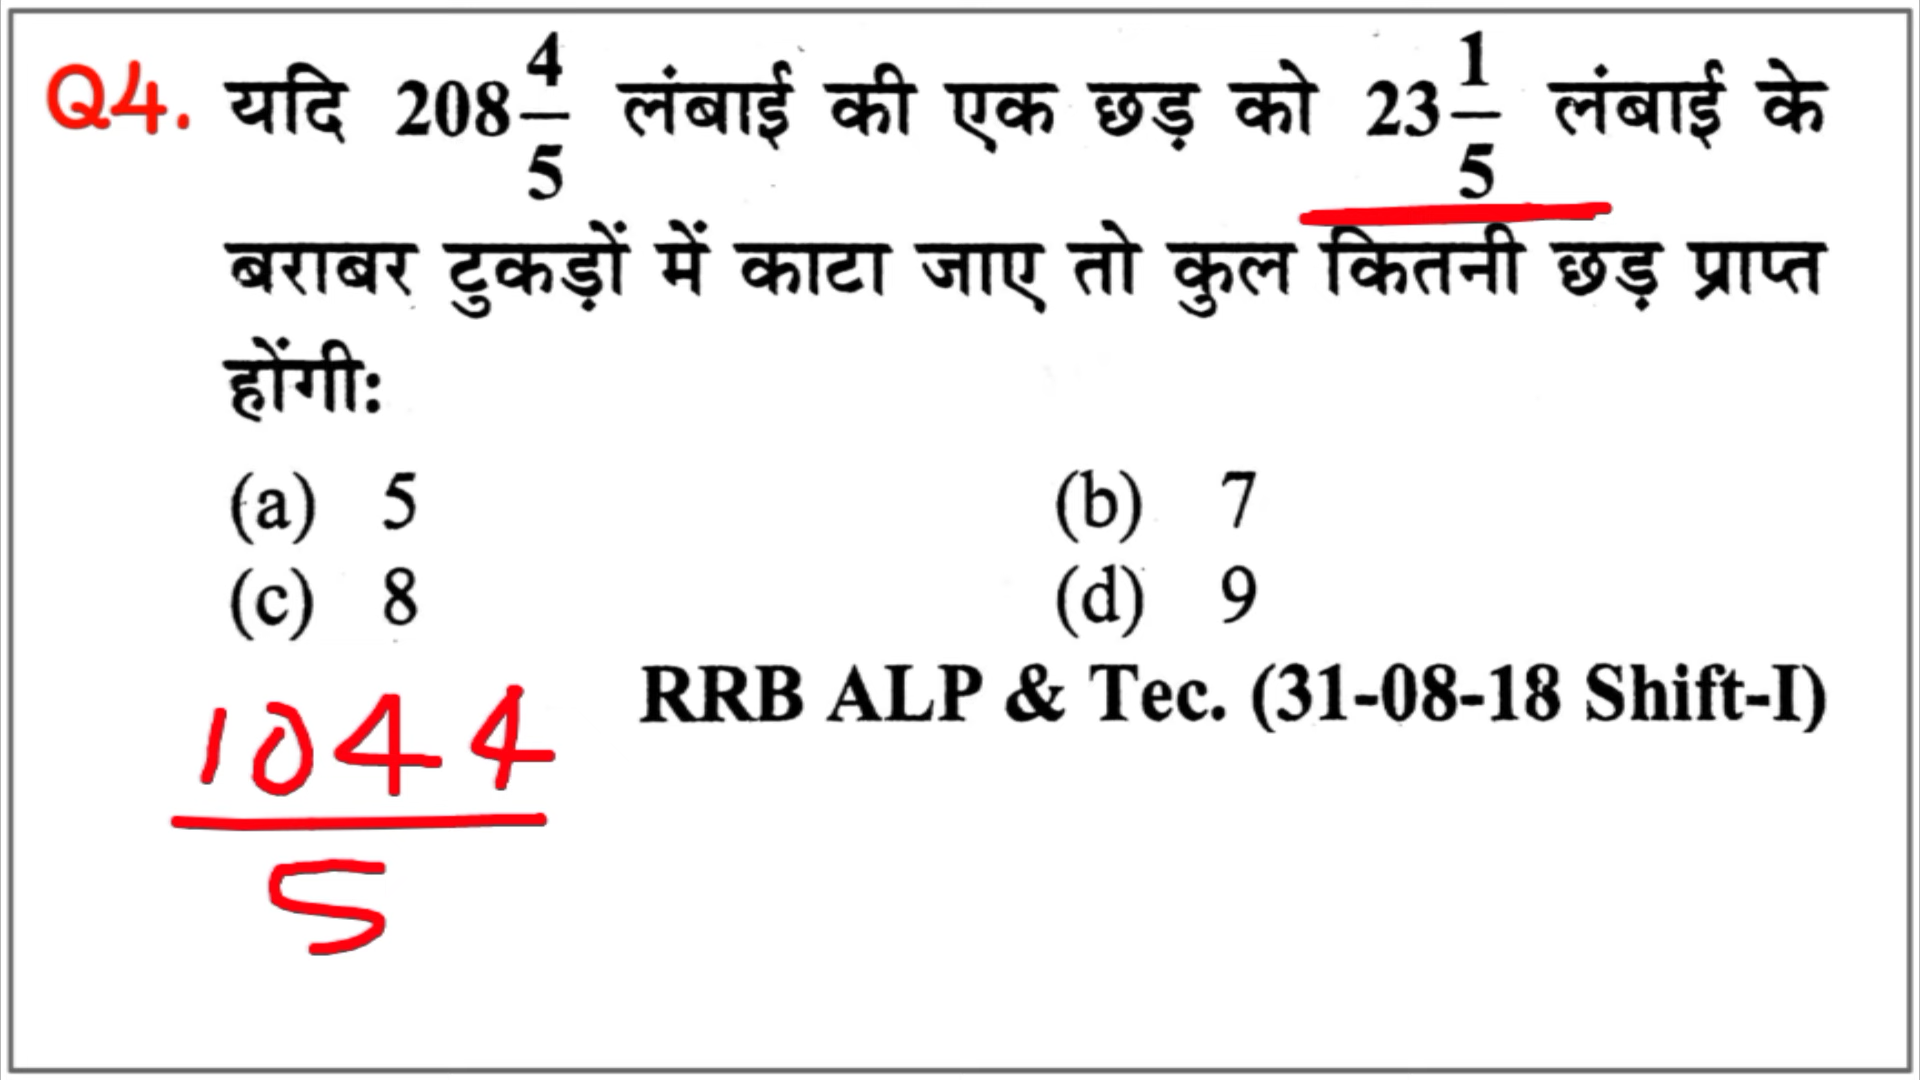 Q4. यदि 208 4/5 लंबाई की एक छड़ को 23 1/5 लंबाई के
बराबर टुकड़ों में काटा जाए तो कुल कितनी छड़ प्राप्त
होंगी:
(a) 5 (b) 7
(c) 8 (d) 9
RRB ALP & Tec. (31-08-18 Shift-I)
1044
5